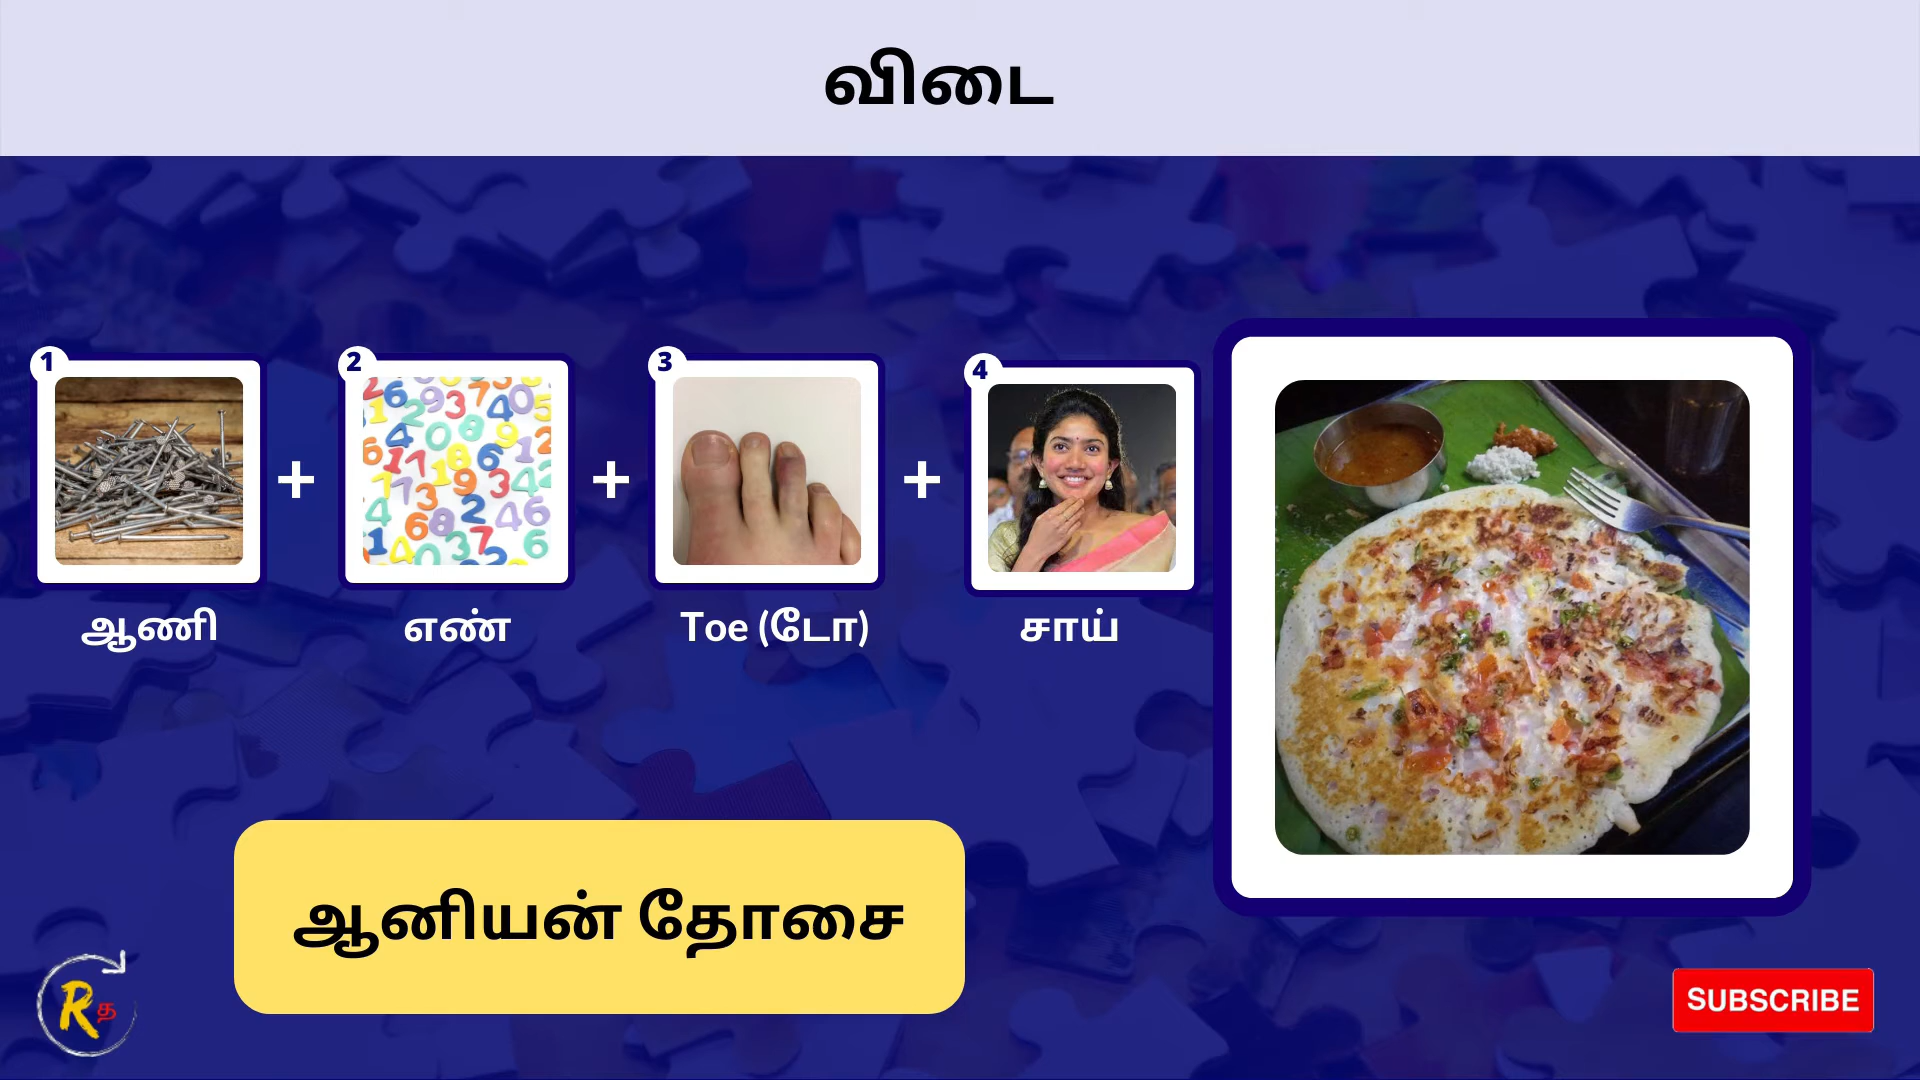 விடை
1
2
3
4
+
+
+
ஆணி
எண்
Toe (டோ)
சாய்
ஆனியன் தோசை
R த
SUBSCRIBE